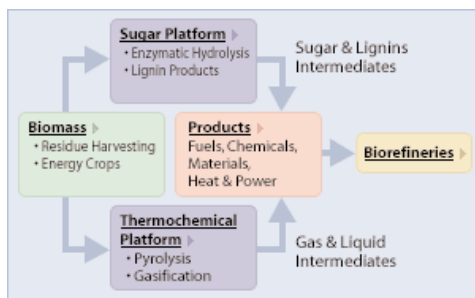 Sugar Platform
• Enzymatic Hydrolysis
• Lignin Products
Sugar & Lignins
Intermediates
Biomass
• Residue Harvesting
• Energy Crops
Products
Fuels, Chemicals,
Materials,
Heat & Power
Biorefineries
Thermochemical
Platform
• Pyrolysis
• Gasification
Gas & Liquid
Intermediates